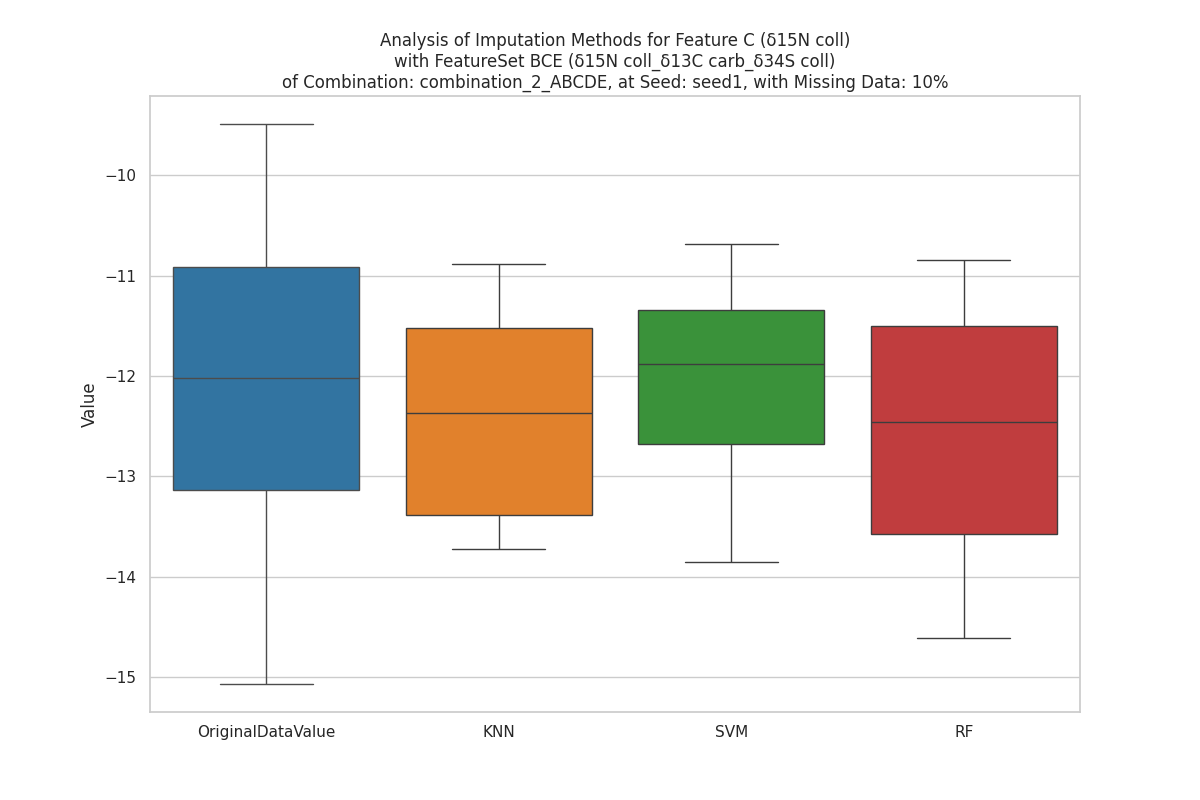 Analysis of Imputation Methods for Feature C (δ15N coll)
with FeatureSet BCE (δ15N coll_δ13C carb_δ34S coll)
of Combination: combination_2_ABCDE, at Seed: seed1, with Missing Data: 10%
Value
−10
−11
−12
−13
−14
−15
OriginalDataValue
KNN
SVM
RF